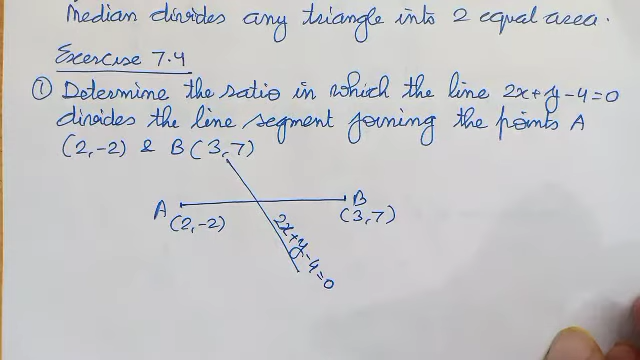 Median divides any triangle into 2 equal area.
Exercise 7.4
① Determine the ratio in which the line 2x+y-4=0
divides the line segment joining the points A
(2,-2) & B(3,7)
A
B
(2,-2)
(3,7)
2x+y-4=0